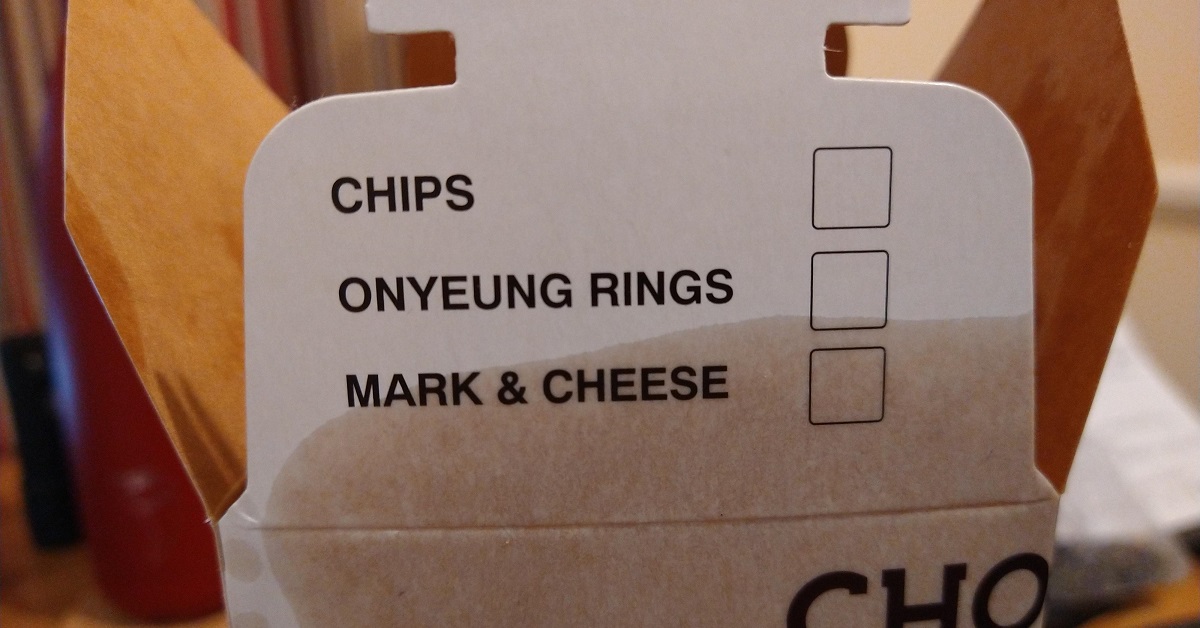 CHIPS
ONYEUNG RINGS
MARK & CHEESE
CHO